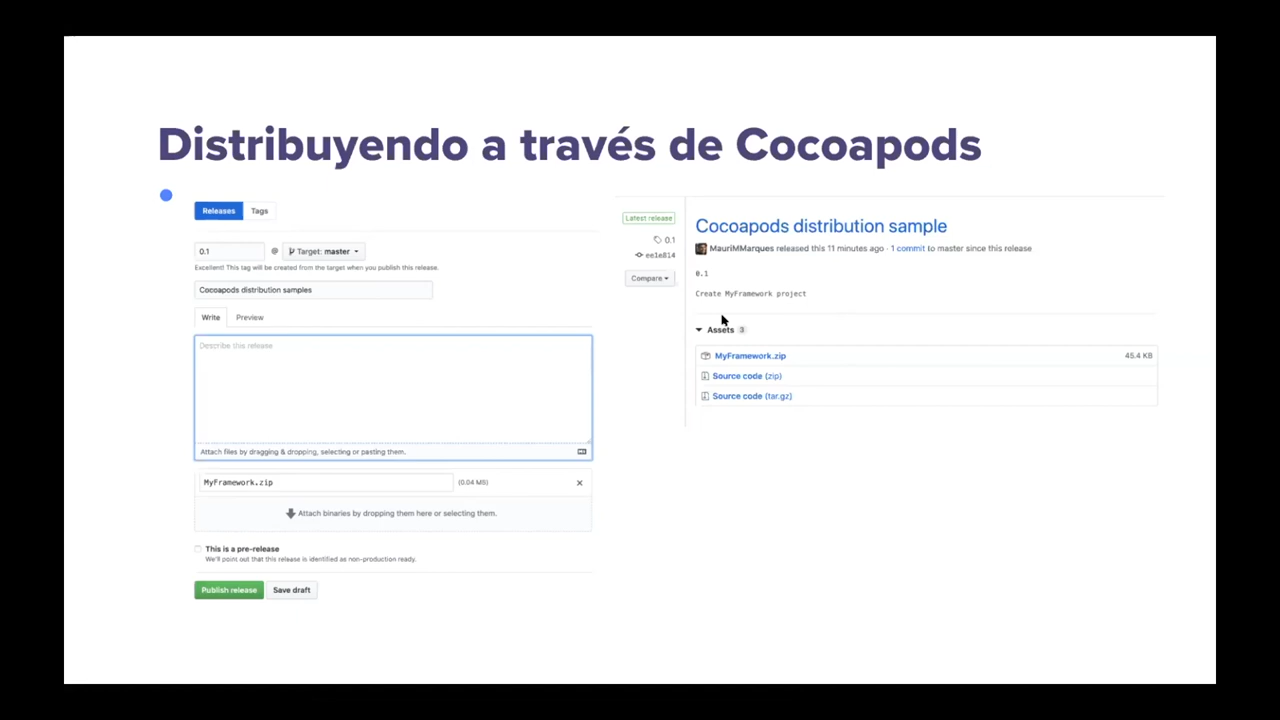 Distribuyendo a través de Cocoapods
Releases Tags
0.1 @ Target: master
Excellent! This tag will be created from the target when you publish this release.
Cocoapods distribution samples
Write Preview
Describe this release
Attach files by dragging & dropping, selecting or pasting them.
MyFramework.zip (0.04 MB)
Attach binaries by dropping them here or selecting them.
This is a pre-release
We'll point out that this release is identified as non-production ready.
Publish release Save draft
Latest release
0.1
ee1e814
Compare
Cocoapods distribution sample
MauriMMarques released this 11 minutes ago · 1 commit to master since this release
0.1
Create MyFramework project
Assets 3
MyFramework.zip 45.4 KB
Source code (zip)
Source code (tar.gz)